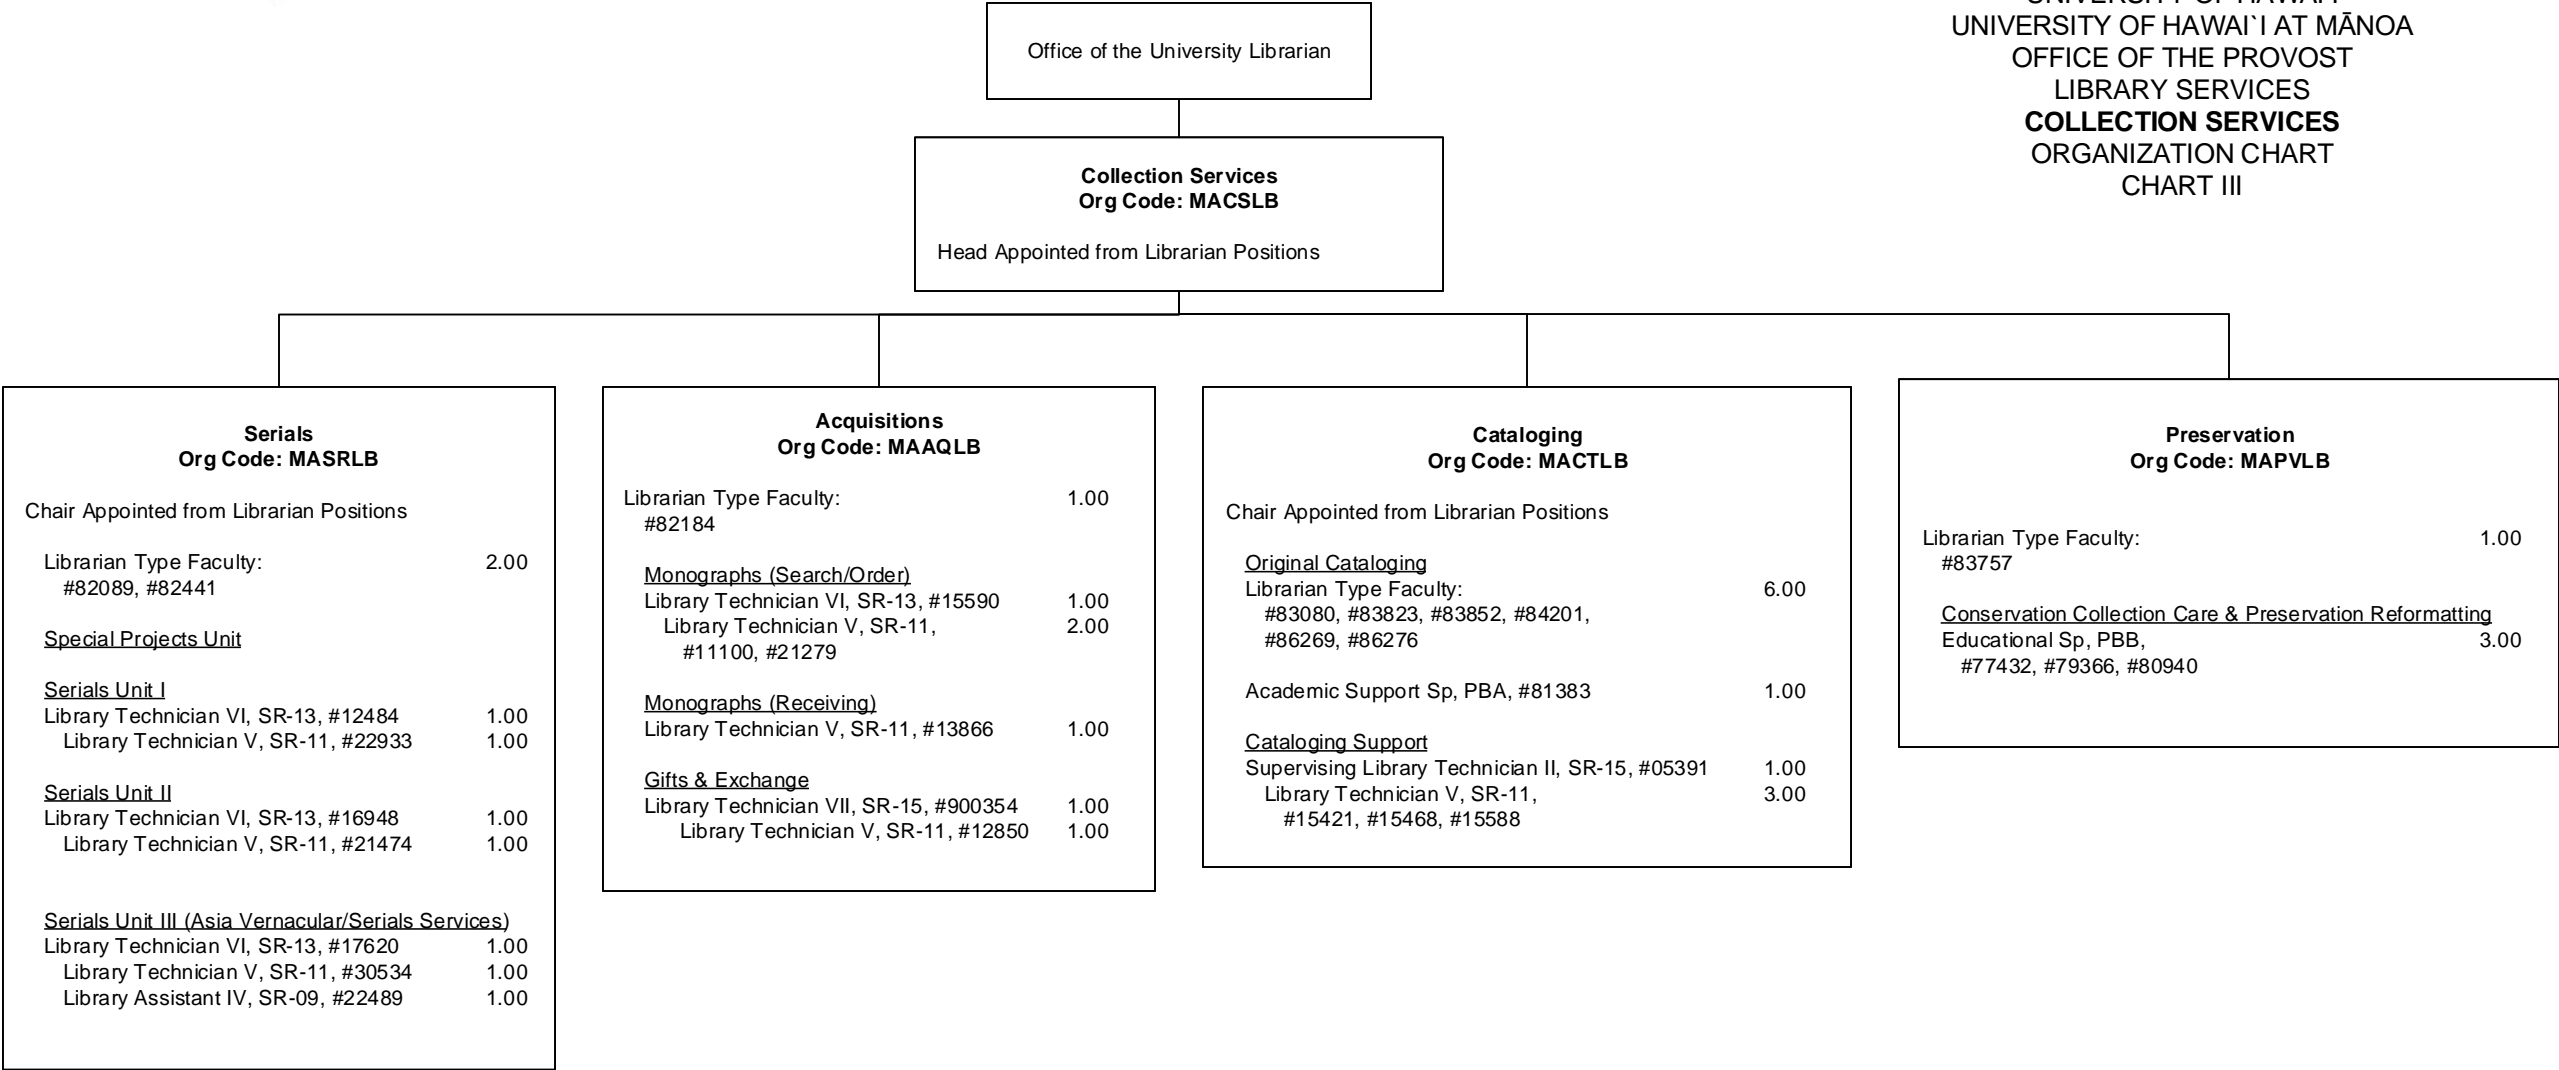 UNIVERSITY OF HAWAI`I AT MĀNOA
OFFICE OF THE PROVOST
LIBRARY SERVICES
COLLECTION SERVICES
ORGANIZATION CHART
CHART III
Office of the University Librarian
Collection Services
Org Code: MACSLB
Head Appointed from Librarian Positions
Serials
Org Code: MASRLB
Chair Appointed from Librarian Positions
Librarian Type Faculty: 2.00
#82089, #82441
Special Projects Unit
Serials Unit I
Library Technician VI, SR-13, #12484 1.00
Library Technician V, SR-11, #22933 1.00
Serials Unit II
Library Technician VI, SR-13, #16948 1.00
Library Technician V, SR-11, #21474 1.00
Serials Unit III (Asia Vernacular/Serials Services)
Library Technician VI, SR-13, #17620 1.00
Library Technician V, SR-11, #30534 1.00
Library Assistant IV, SR-09, #22489 1.00
Acquisitions
Org Code: MAAQLB
Librarian Type Faculty: 1.00
#82184
Monographs (Search/Order)
Library Technician VI, SR-13, #15590 1.00
Library Technician V, SR-11, 2.00
#11100, #21279
Monographs (Receiving)
Library Technician V, SR-11, #13866 1.00
Gifts & Exchange
Library Technician VII, SR-15, #900354 1.00
Library Technician V, SR-11, #12850 1.00
Cataloging
Org Code: MACTLB
Chair Appointed from Librarian Positions
Original Cataloging
Librarian Type Faculty: 6.00
#83080, #83823, #83852, #84201,
#86269, #86276
Academic Support Sp, PBA, #81383 1.00
Cataloging Support
Supervising Library Technician II, SR-15, #05391 1.00
Library Technician V, SR-11, 3.00
#15421, #15468, #15588
Preservation
Org Code: MAPVLB
Librarian Type Faculty: 1.00
#83757
Conservation Collection Care & Preservation Reformatting
Educational Sp, PBB, 3.00
#77432, #79366, #80940